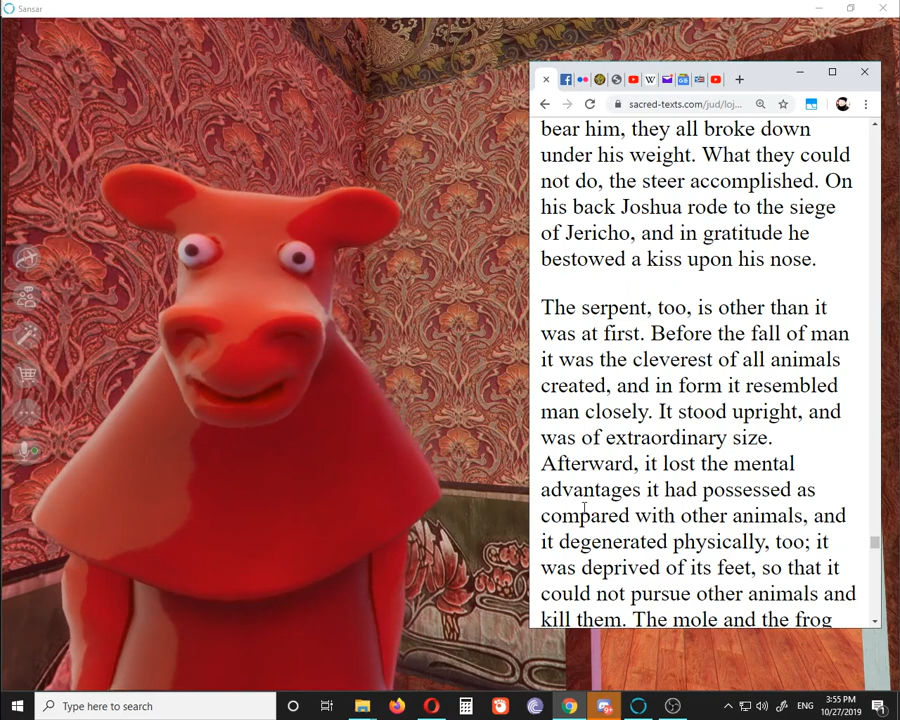 Sansar
sacred-texts.com/jud/loj...
bear him, they all broke down
under his weight. What they could
not do, the steer accomplished. On
his back Joshua rode to the siege
of Jericho, and in gratitude he
bestowed a kiss upon his nose.
The serpent, too, is other than it
was at first. Before the fall of man
it was the cleverest of all animals
created, and in form it resembled
man closely. It stood upright, and
was of extraordinary size.
Afterward, it lost the mental
advantages it had possessed as
compared with other animals, and
it degenerated physically, too; it
was deprived of its feet, so that it
could not pursue other animals and
kill them. The mole and the frog
Type here to search
9+
ENG
3:55 PM
10/27/2019
1